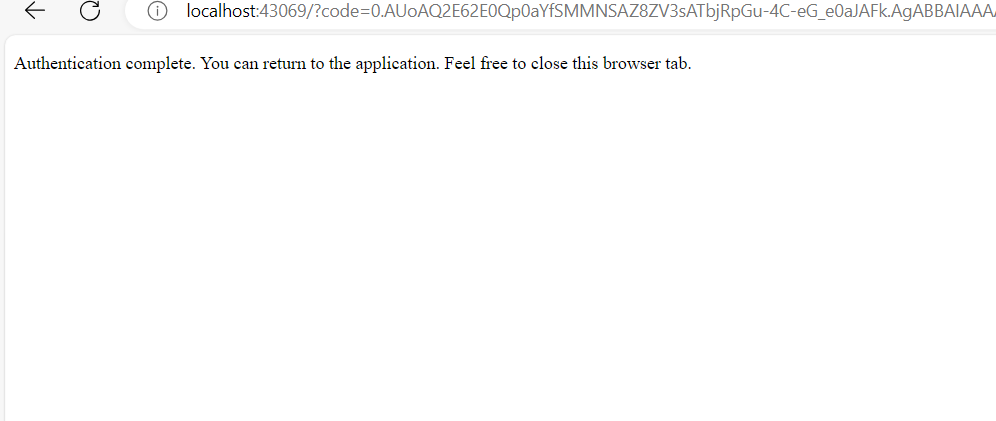 localhost:43069/?code=0.AUoAQ2E62E0Qp0aYfSMMNSAZ8ZV3sATbjRpGu-4C-eG_e0aJAFk.AgABBAIAAA
Authentication complete. You can return to the application. Feel free to close this browser tab.